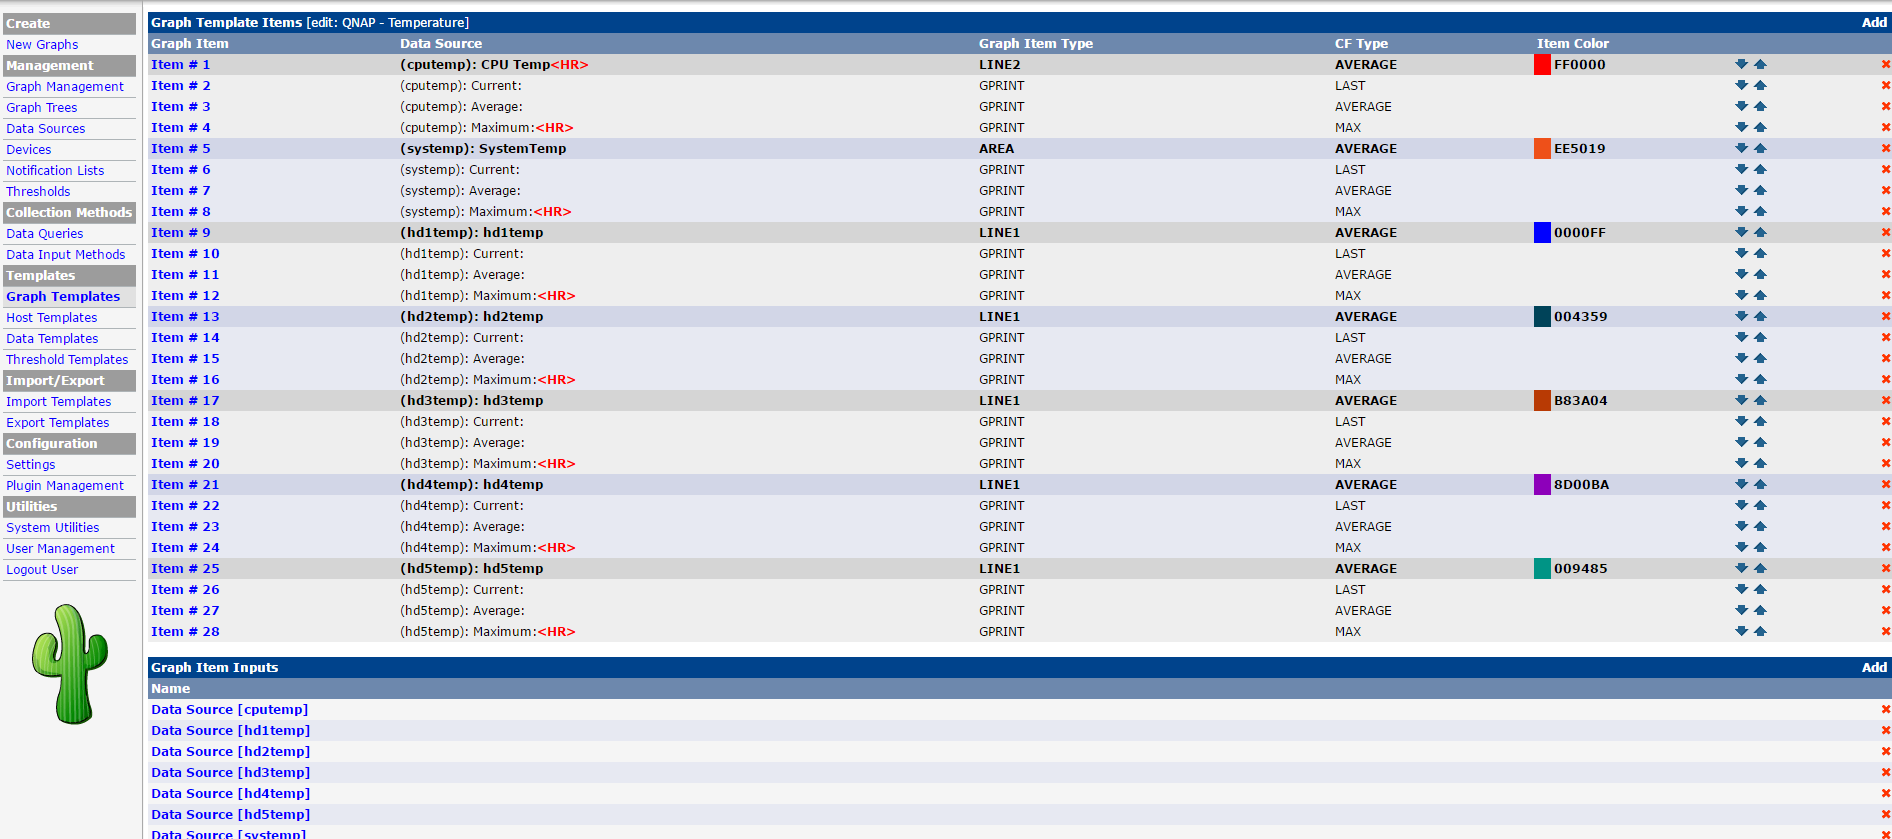 Create
New Graphs
Management
Graph Management
Graph Trees
Data Sources
Devices
Notification Lists
Thresholds
Collection Methods
Data Queries
Data Input Methods
Templates
Graph Templates
Host Templates
Data Templates
Threshold Templates
Import/Export
Import Templates
Export Templates
Configuration
Settings
Plugin Management
Utilities
System Utilities
User Management
Logout User
Graph Template Items [edit: QNAP - Temperature] Add
Graph Item Data Source Graph Item Type CF Type Item Color
Item # 1 (cputemp): CPU Temp<HR> LINE2 AVERAGE FF0000
Item # 2 (cputemp): Current: GPRINT LAST
Item # 3 (cputemp): Average: GPRINT AVERAGE
Item # 4 (cputemp): Maximum:<HR> GPRINT MAX
Item # 5 (systemp): SystemTemp AREA AVERAGE EE5019
Item # 6 (systemp): Current: GPRINT LAST
Item # 7 (systemp): Average: GPRINT AVERAGE
Item # 8 (systemp): Maximum:<HR> GPRINT MAX
Item # 9 (hd1temp): hd1temp LINE1 AVERAGE 0000FF
Item # 10 (hd1temp): Current: GPRINT LAST
Item # 11 (hd1temp): Average: GPRINT AVERAGE
Item # 12 (hd1temp): Maximum:<HR> GPRINT MAX
Item # 13 (hd2temp): hd2temp LINE1 AVERAGE 004359
Item # 14 (hd2temp): Current: GPRINT LAST
Item # 15 (hd2temp): Average: GPRINT AVERAGE
Item # 16 (hd2temp): Maximum:<HR> GPRINT MAX
Item # 17 (hd3temp): hd3temp LINE1 AVERAGE B83A04
Item # 18 (hd3temp): Current: GPRINT LAST
Item # 19 (hd3temp): Average: GPRINT AVERAGE
Item # 20 (hd3temp): Maximum:<HR> GPRINT MAX
Item # 21 (hd4temp): hd4temp LINE1 AVERAGE 8D00BA
Item # 22 (hd4temp): Current: GPRINT LAST
Item # 23 (hd4temp): Average: GPRINT AVERAGE
Item # 24 (hd4temp): Maximum:<HR> GPRINT MAX
Item # 25 (hd5temp): hd5temp LINE1 AVERAGE 009485
Item # 26 (hd5temp): Current: GPRINT LAST
Item # 27 (hd5temp): Average: GPRINT AVERAGE
Item # 28 (hd5temp): Maximum:<HR> GPRINT MAX
Graph Item Inputs Add
Name
Data Source [cputemp]
Data Source [hd1temp]
Data Source [hd2temp]
Data Source [hd3temp]
Data Source [hd4temp]
Data Source [hd5temp]
Data Source [systemp]